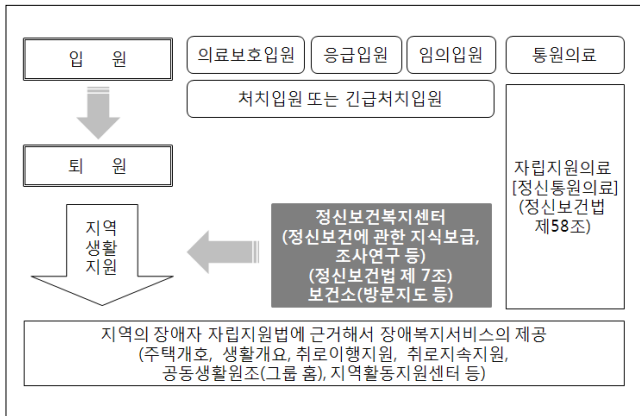 입 원
의료보호입원
응급입원
임의입원
통원의료
처치입원 또는 긴급처치입원
퇴 원
자립지원의료
[정신통원의료]
(정신보건법
제58조)
지역
생활
지원
정신보건복지센터
(정신보건에 관한 지식보급,
조사연구 등)
(정신보건법 제 7조)
보건소(방문지도 등)
지역의 장애자 자립지원법에 근거해서 장애복지서비스의 제공
(주택개호, 생활개요, 취로이행지원, 취로지속지원,
공동생활원조(그룹 홈), 지역활동지원센터 등)